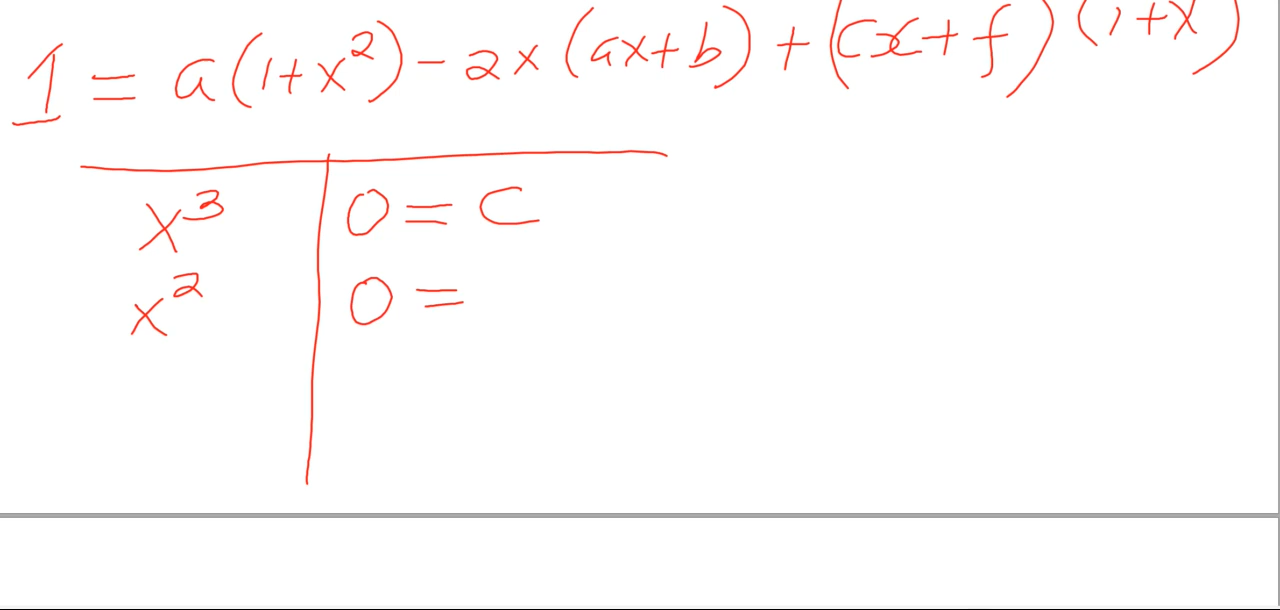 1 = a(1+x²) - 2x(ax+b) + (cx+f)(1+x)
x³ | 0 = c
x² | 0 =